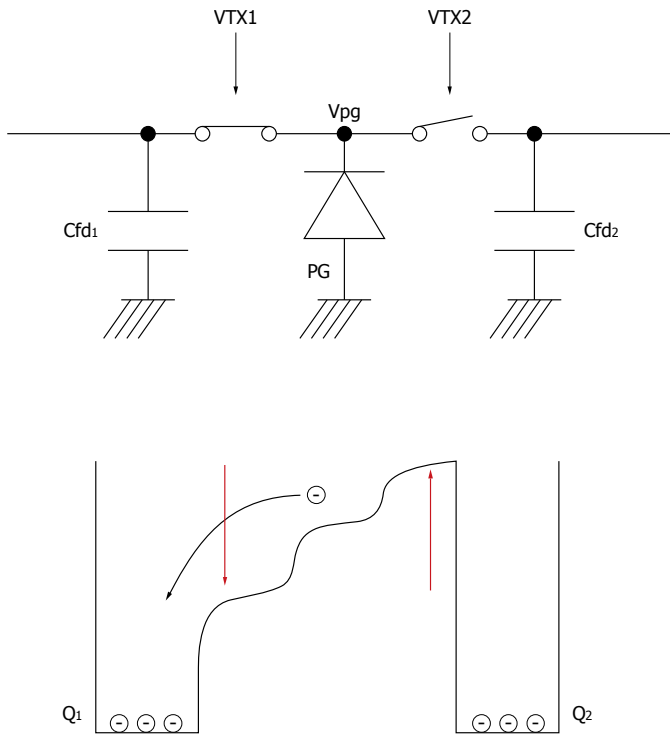 VTX1
VTX2
Vpg
Cfd₁
Cfd₂
PG
Q₁
Q₂